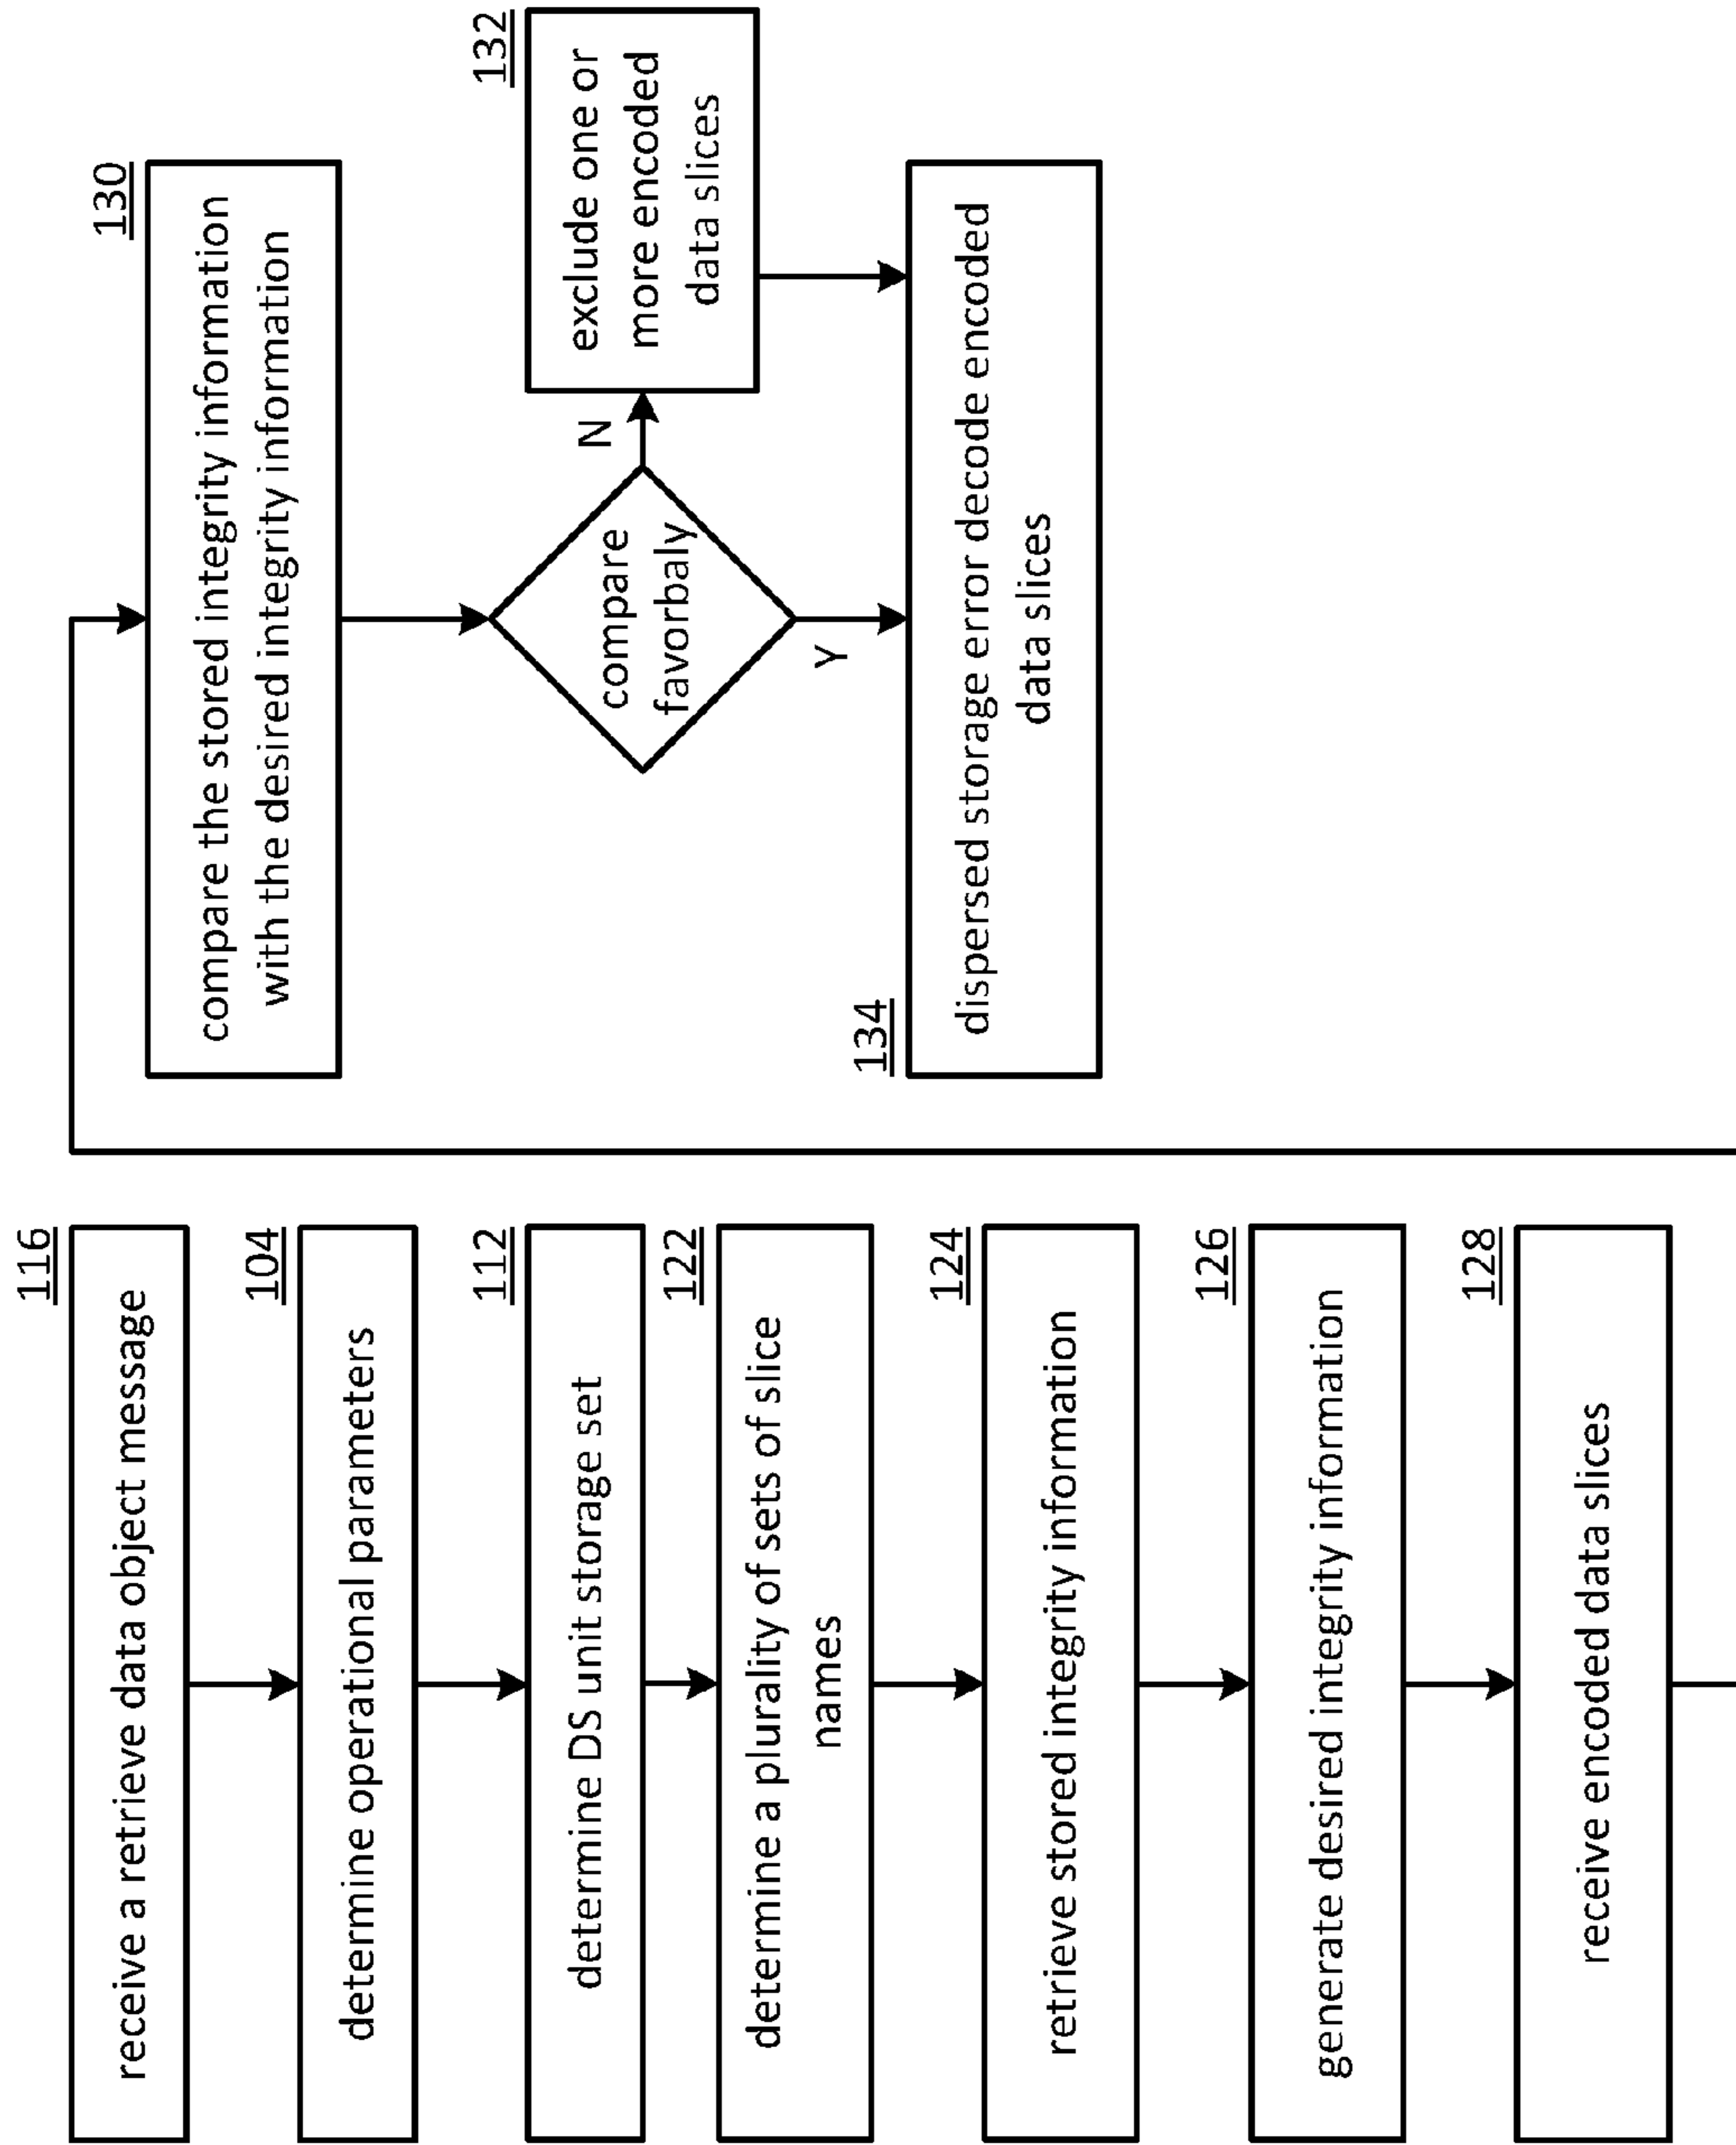 116
receive a retrieve data object message
104
determine operational parameters
112
determine DS unit storage set
122
determine a plurality of sets of slice
names
124
retrieve stored integrity information
126
generate desired integrity information
128
receive encoded data slices
130
compare the stored integrity information
with the desired integrity information
compare
favorbaly
N
Y
132
exclude one or
more encoded
data slices
134
dispersed storage error decode encoded
data slices